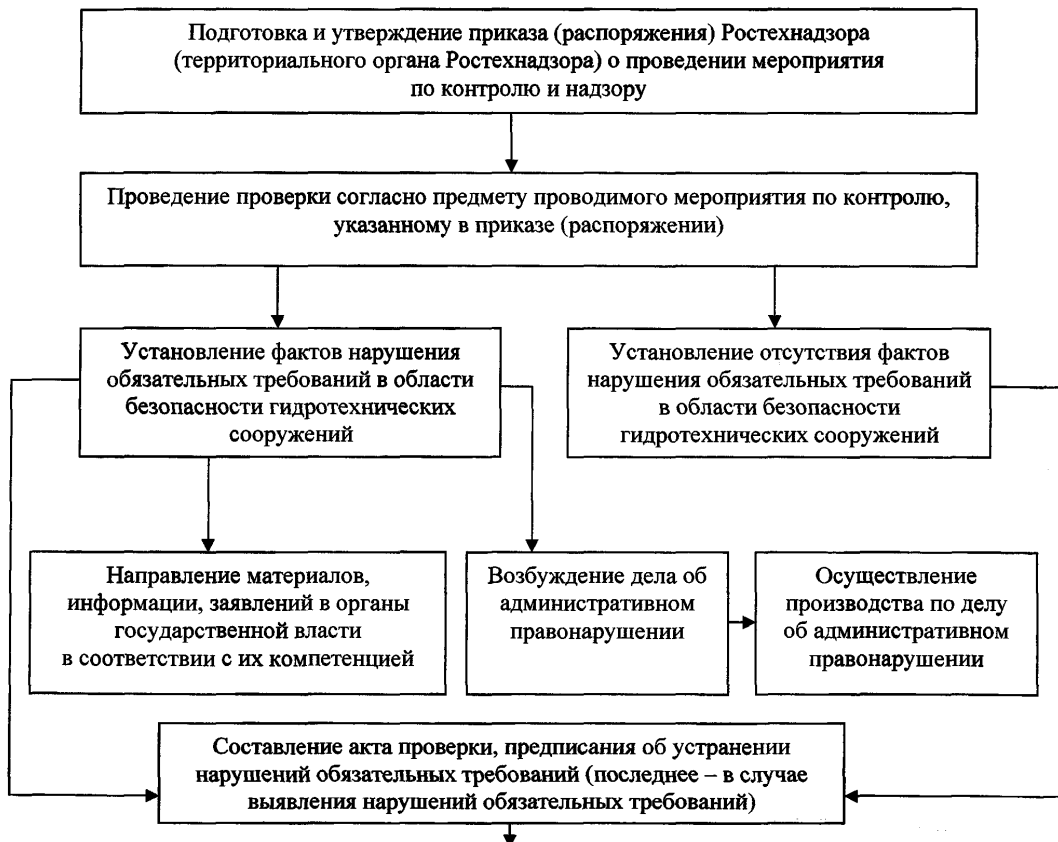 Подготовка и утверждение приказа (распоряжения) Ростехнадзора
(территориального органа Ростехнадзора) о проведении мероприятия
по контролю и надзору
Проведение проверки согласно предмету проводимого мероприятия по контролю,
указанному в приказе (распоряжении)
Установление фактов нарушения
обязательных требований в области
безопасности гидротехнических
сооружений
Установление отсутствия фактов
нарушения обязательных требований
в области безопасности
гидротехнических сооружений
Направление материалов,
информации, заявлений в органы
государственной власти
в соответствии с их компетенцией
Возбуждение дела об
административном
правонарушении
Осуществление
производства по делу
об административном
правонарушении
Составление акта проверки, предписания об устранении
нарушений обязательных требований (последнее – в случае
выявления нарушений обязательных требований)